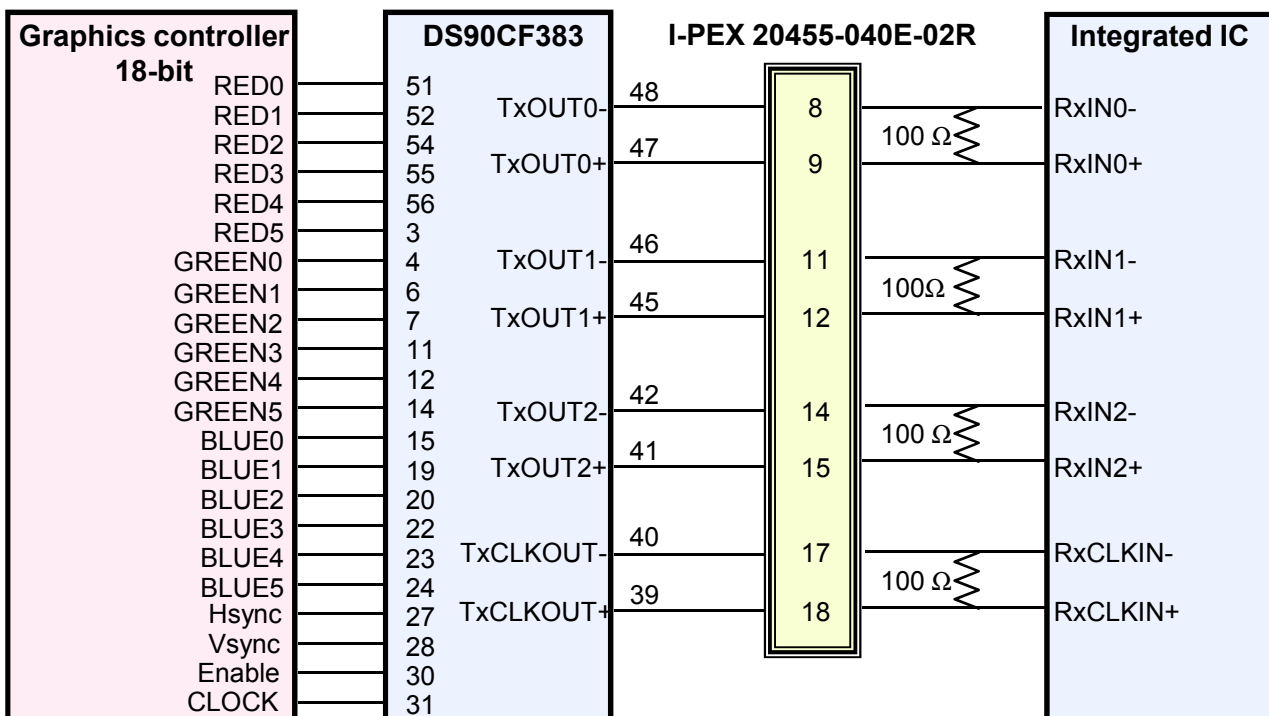 Graphics controller
18-bit
DS90CF383
I-PEX 20455-040E-02R
Integrated IC
RED0 51
RED1 52
RED2 54
RED3 55
RED4 56
RED5 3
GREEN0 4
GREEN1 6
GREEN2 7
GREEN3 11
GREEN4 12
GREEN5 14
BLUE0 15
BLUE1 19
BLUE2 20
BLUE3 22
BLUE4 23
BLUE5 24
Hsync 27
Vsync 28
Enable 30
CLOCK 31
TxOUT0- 48 8 RxIN0-
100 Ω
TxOUT0+ 47 9 RxIN0+
TxOUT1- 46 11 RxIN1-
100Ω
TxOUT1+ 45 12 RxIN1+
TxOUT2- 42 14 RxIN2-
100 Ω
TxOUT2+ 41 15 RxIN2+
TxCLKOUT- 40 17 RxCLKIN-
100 Ω
TxCLKOUT+ 39 18 RxCLKIN+